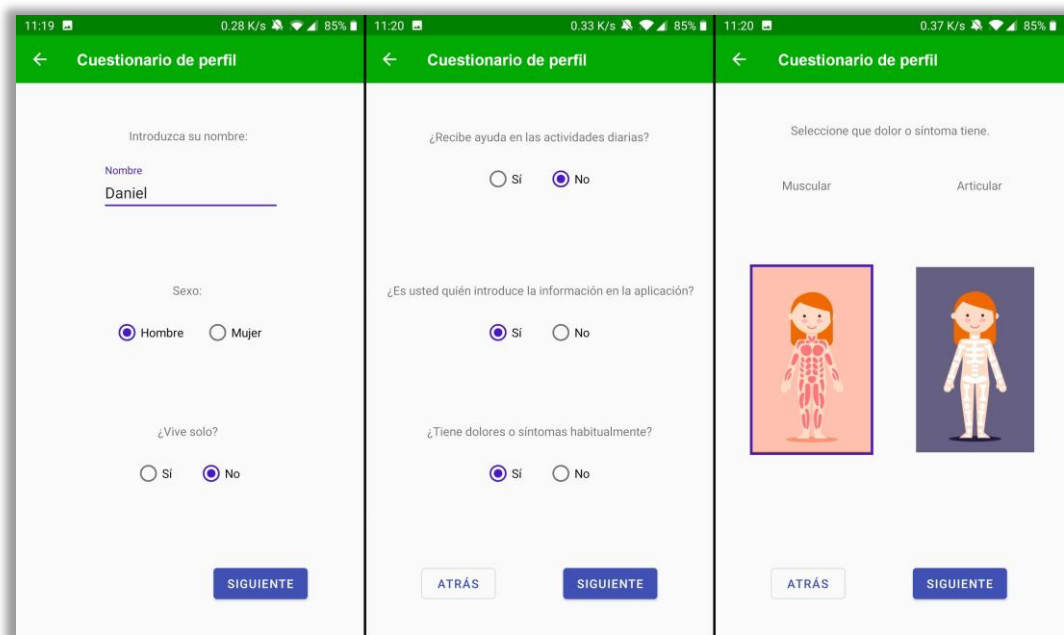 11:19 0.28 K/s 85%
Cuestionario de perfil
Introduzca su nombre:
Nombre
Daniel
Sexo:
Hombre Mujer
¿Vive solo?
Sí No
SIGUIENTE
11:20 0.33 K/s 85%
Cuestionario de perfil
¿Recibe ayuda en las actividades diarias?
Sí No
¿Es usted quién introduce la información en la aplicación?
Sí No
¿Tiene dolores o síntomas habitualmente?
Sí No
ATRÁS SIGUIENTE
11:20 0.37 K/s 85%
Cuestionario de perfil
Seleccione que dolor o síntoma tiene.
Muscular Articular
ATRÁS SIGUIENTE